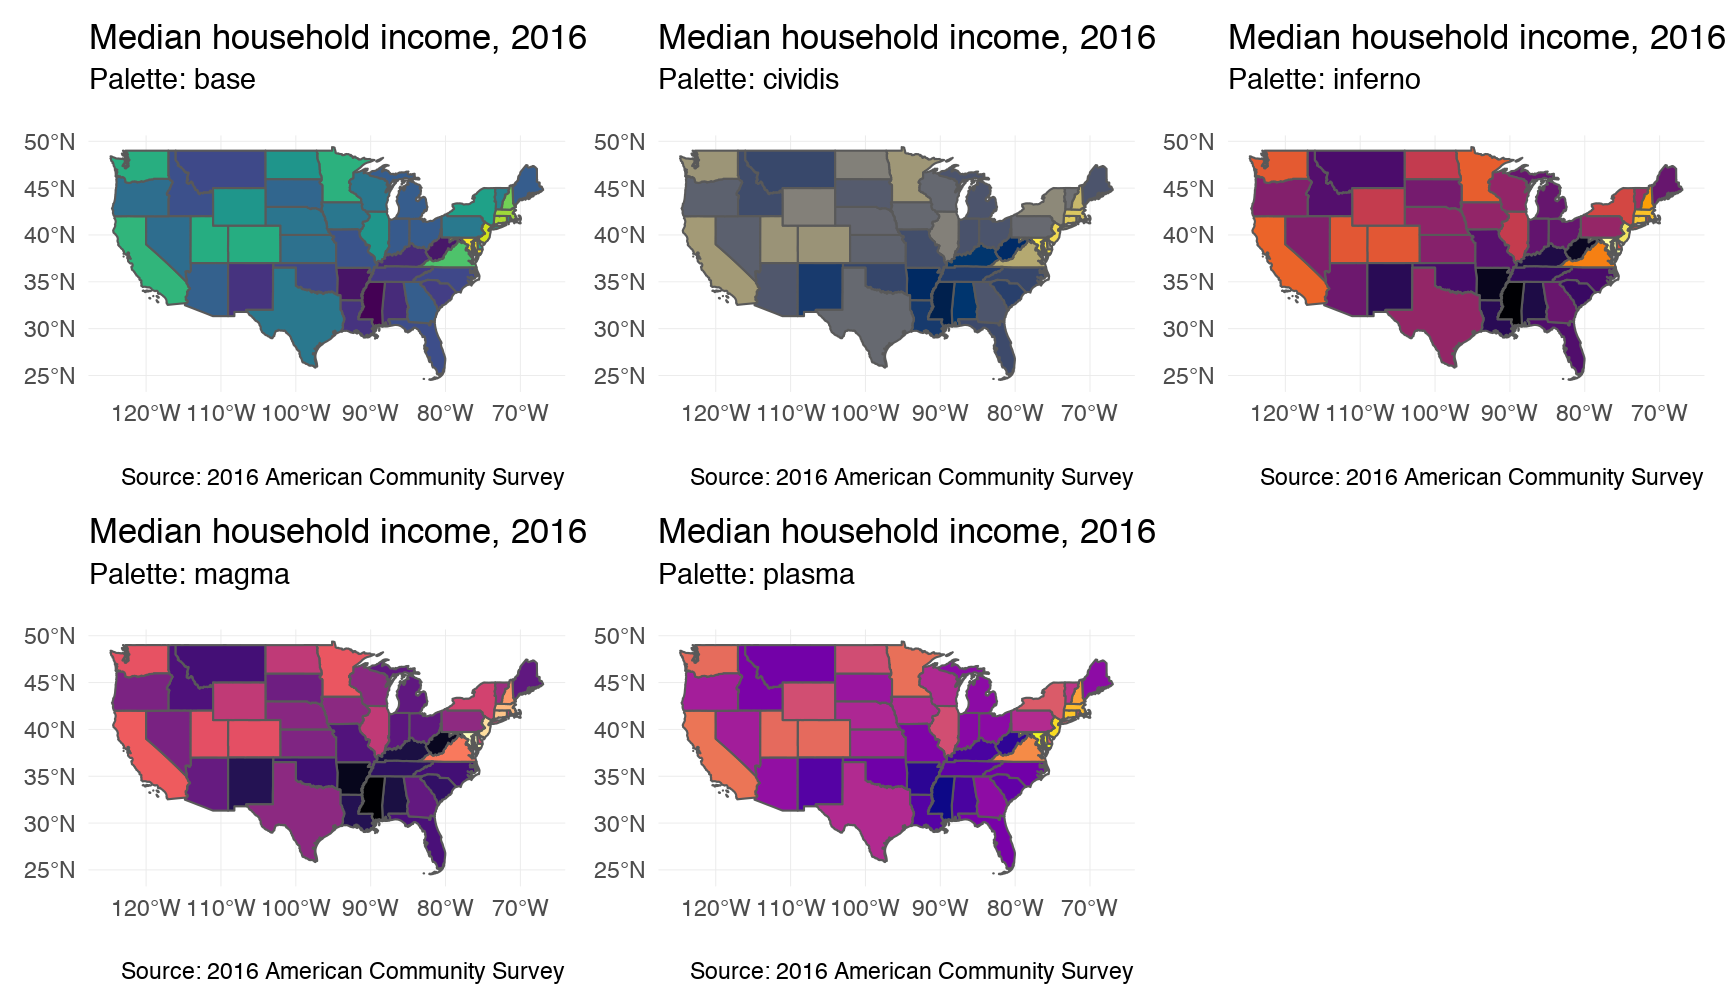 Median household income, 2016
Palette: base
50°N
45°N
40°N
35°N
30°N
25°N
120°W 110°W 100°W 90°W 80°W 70°W
Source: 2016 American Community Survey
Median household income, 2016
Palette: cividis
50°N
45°N
40°N
35°N
30°N
25°N
120°W 110°W 100°W 90°W 80°W 70°W
Source: 2016 American Community Survey
Median household income, 2016
Palette: inferno
50°N
45°N
40°N
35°N
30°N
25°N
120°W 110°W 100°W 90°W 80°W 70°W
Source: 2016 American Community Survey
Median household income, 2016
Palette: magma
50°N
45°N
40°N
35°N
30°N
25°N
120°W 110°W 100°W 90°W 80°W 70°W
Source: 2016 American Community Survey
Median household income, 2016
Palette: plasma
50°N
45°N
40°N
35°N
30°N
25°N
120°W 110°W 100°W 90°W 80°W 70°W
Source: 2016 American Community Survey